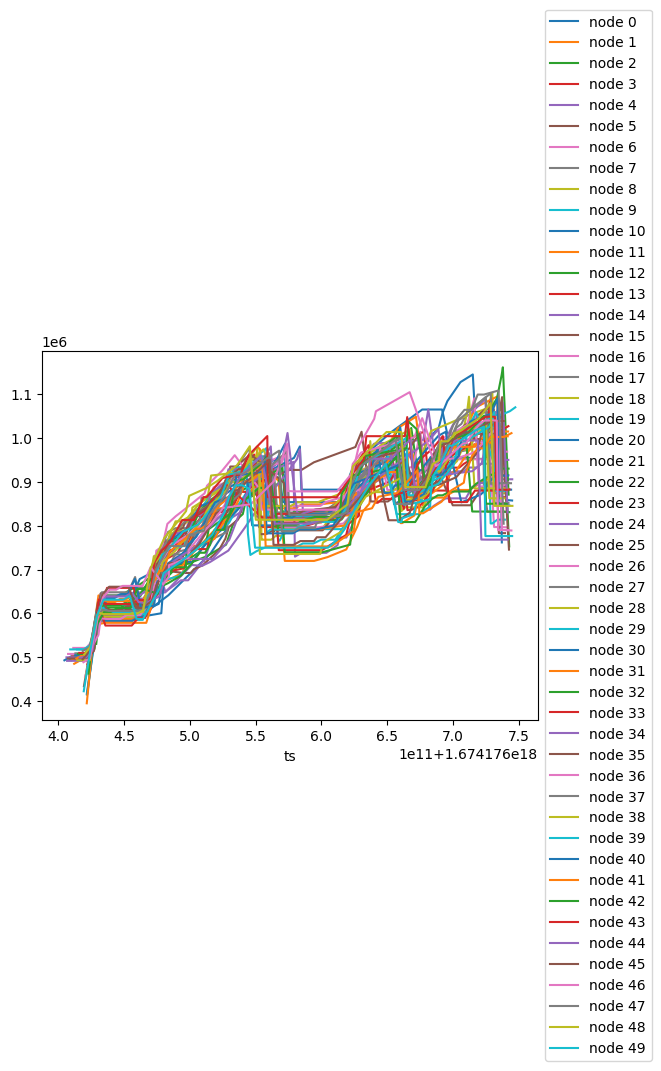 1e6
1.1
1.0
0.9
0.8
0.7
0.6
0.5
0.4
4.0 4.5 5.0 5.5 6.0 6.5 7.0 7.5
ts
1e11+1.674176e18
node 0
node 1
node 2
node 3
node 4
node 5
node 6
node 7
node 8
node 9
node 10
node 11
node 12
node 13
node 14
node 15
node 16
node 17
node 18
node 19
node 20
node 21
node 22
node 23
node 24
node 25
node 26
node 27
node 28
node 29
node 30
node 31
node 32
node 33
node 34
node 35
node 36
node 37
node 38
node 39
node 40
node 41
node 42
node 43
node 44
node 45
node 46
node 47
node 48
node 49